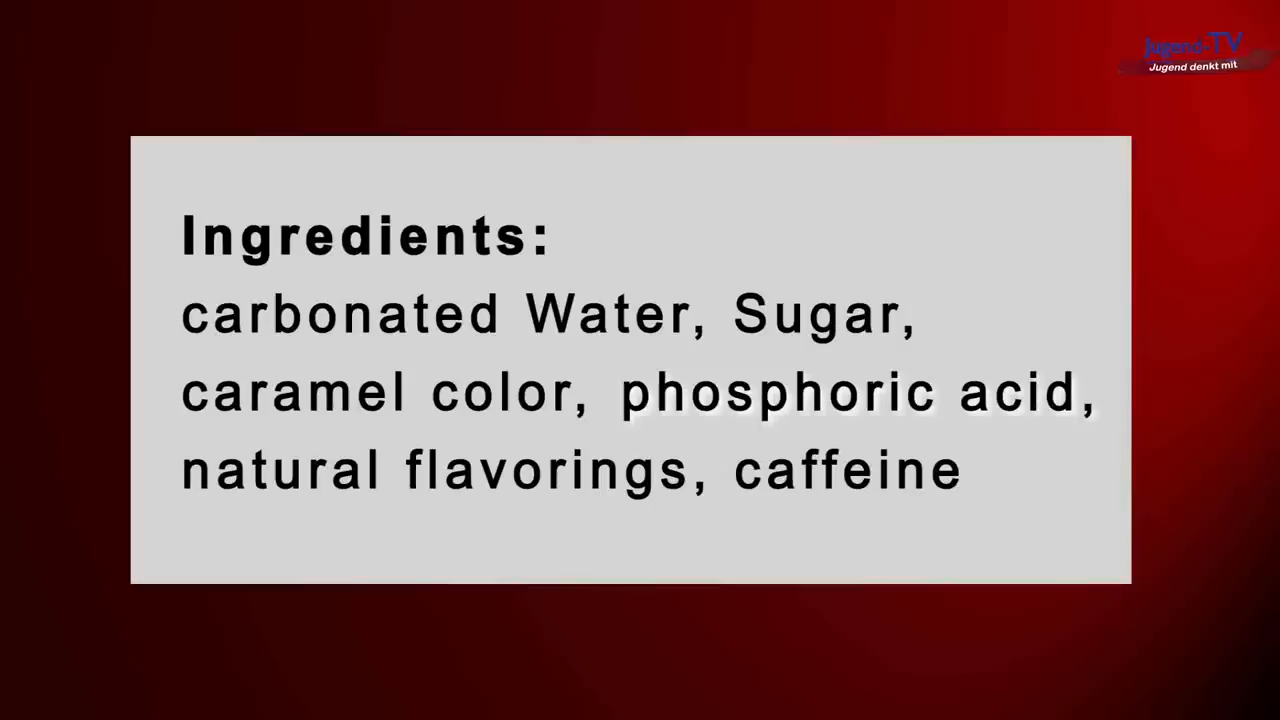 Jugend-TV
Jugend denkt mit
Ingredients:
carbonated Water, Sugar,
caramel color, phosphoric acid,
natural flavorings, caffeine